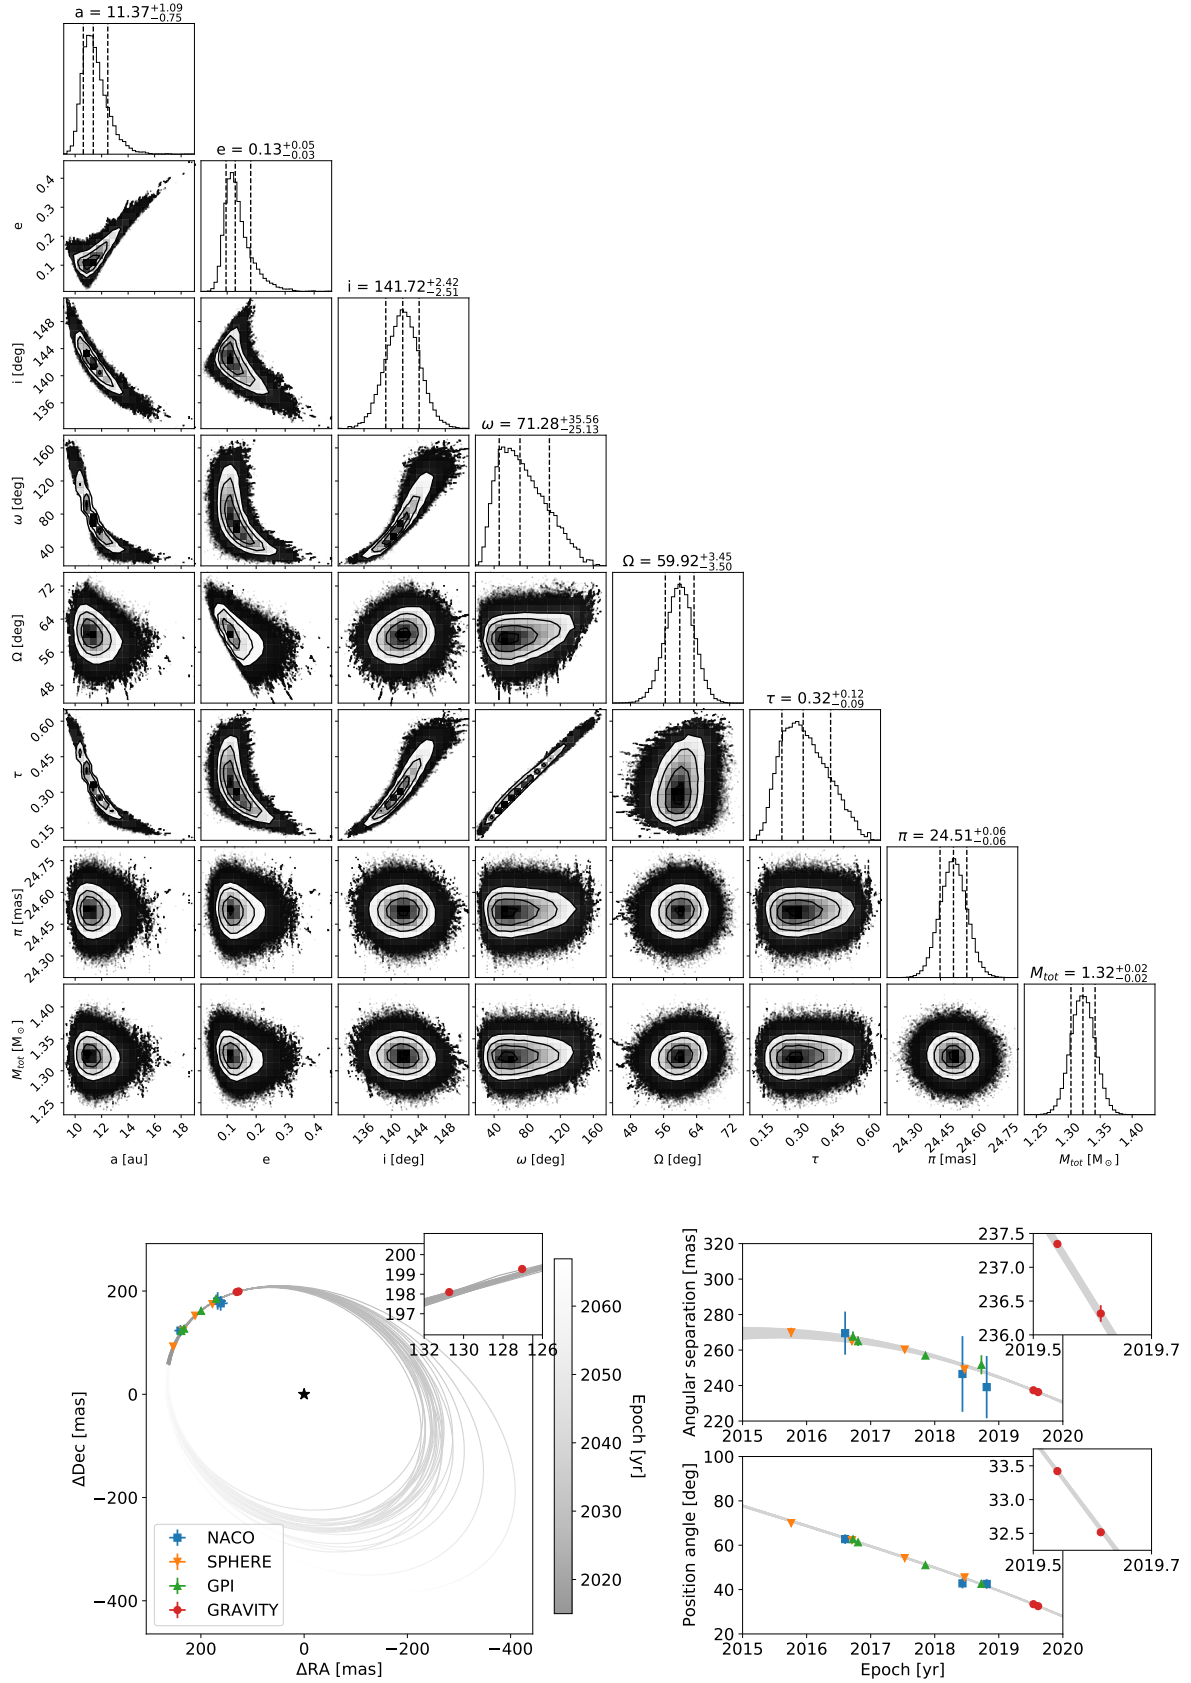 a = 11.37+1.09−0.75
e = 0.13+0.05−0.03
e
0.4
0.3
0.2
0.1
i = 141.72+2.42−2.51
i [deg]
148
144
140
136
ω = 71.28+35.56−25.13
ω [deg]
160
120
80
40
Ω = 59.92+3.45−3.50
Ω [deg]
72
64
56
48
τ = 0.32+0.12−0.09
τ
0.60
0.45
0.30
0.15
π = 24.51+0.06−0.06
π [mas]
24.75
24.60
24.45
24.30
Mtot = 1.32+0.02−0.02
Mtot [M⊙]
1.40
1.35
1.30
1.25
10 12 14 16 18
0.1 0.2 0.3 0.4
136 140 144 148
40 80 120 160
48 56 64 72
0.15 0.30 0.45 0.60
24.30 24.45 24.60 24.75
1.25 1.30 1.35 1.40
a [au] e i [deg] ω [deg] Ω [deg] τ π [mas] Mtot [M⊙]
ΔDec [mas]
200
0
−200
−400
200 0 −200 −400
ΔRA [mas]
NACO
SPHERE
GPI
GRAVITY
200
199
198
197
132 130 128 126
2060
2050
2040
2030
2020
Epoch [yr]
Angular separation [mas]
320
300
280
260
240
220
2015 2016 2017 2018 2019 2020
237.5
237.0
236.5
236.0
2019.5 2019.7
Position angle [deg]
100
80
60
40
20
2015 2016 2017 2018 2019 2020
Epoch [yr]
33.5
33.0
32.5
2019.5 2019.7